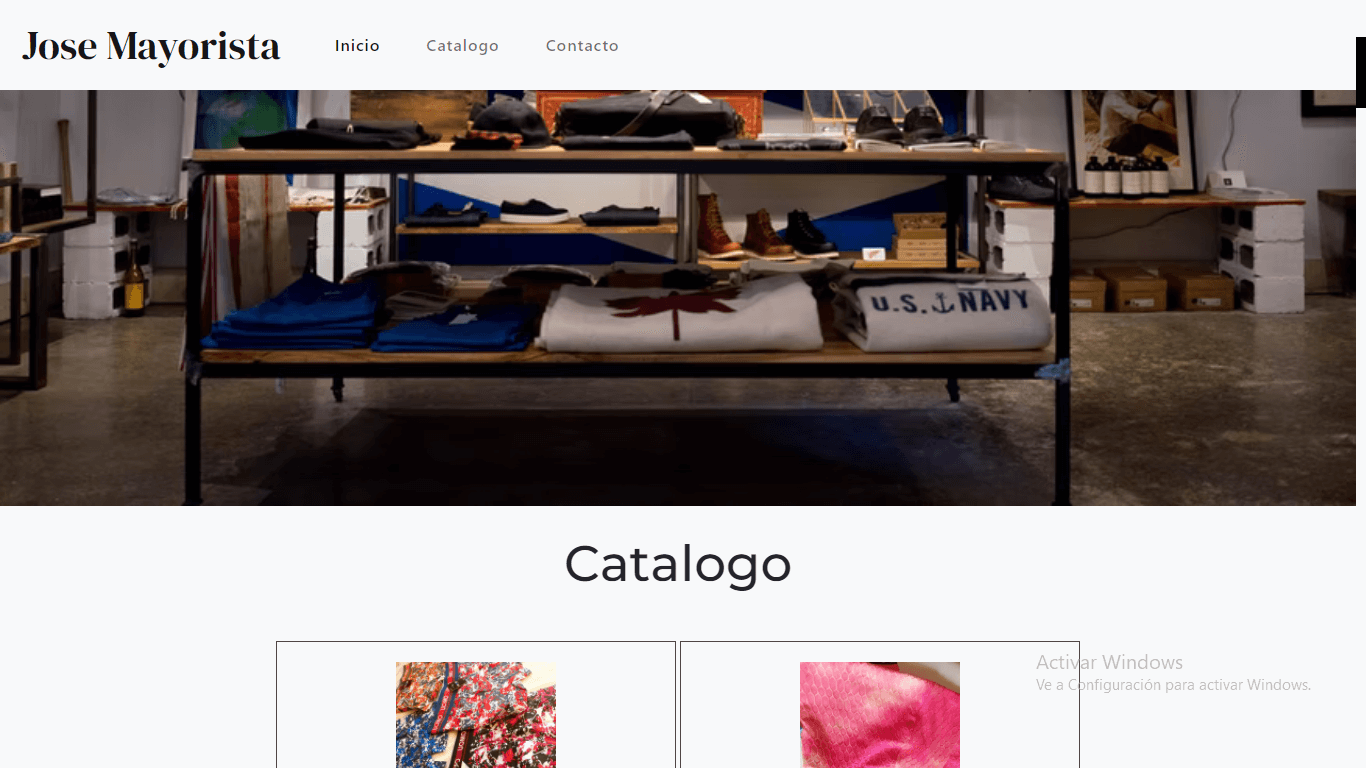 Jose Mayorista
Inicio
Catalogo
Contacto
U.S. NAVY
Catalogo
Activar Windows
Ve a Configuración para activar Windows.